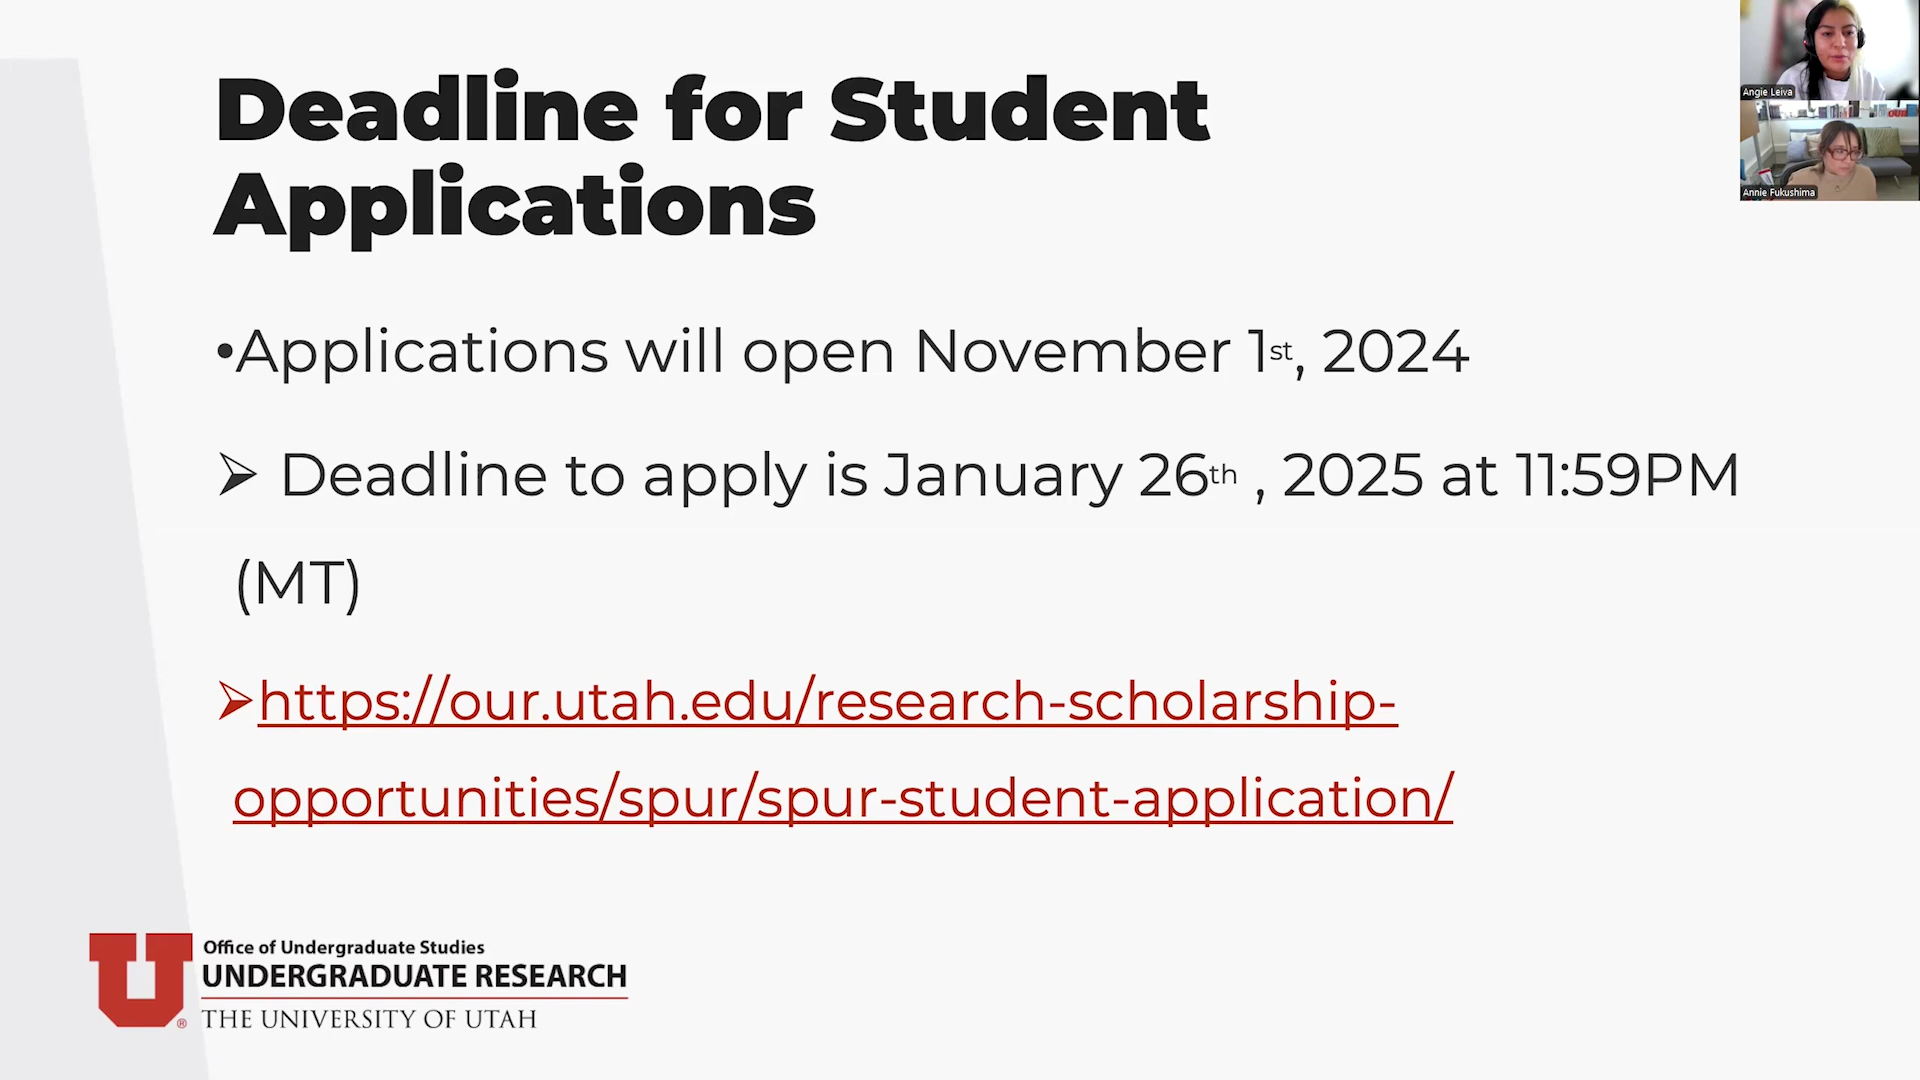 Deadline for Student
Applications
•Applications will open November 1st, 2024
➢ Deadline to apply is January 26th , 2025 at 11:59PM
(MT)
➢https://our.utah.edu/research-scholarship-
opportunities/spur/spur-student-application/
Office of Undergraduate Studies
UNDERGRADUATE RESEARCH
THE UNIVERSITY OF UTAH
®
Angie Leiva
Annie Fukushima